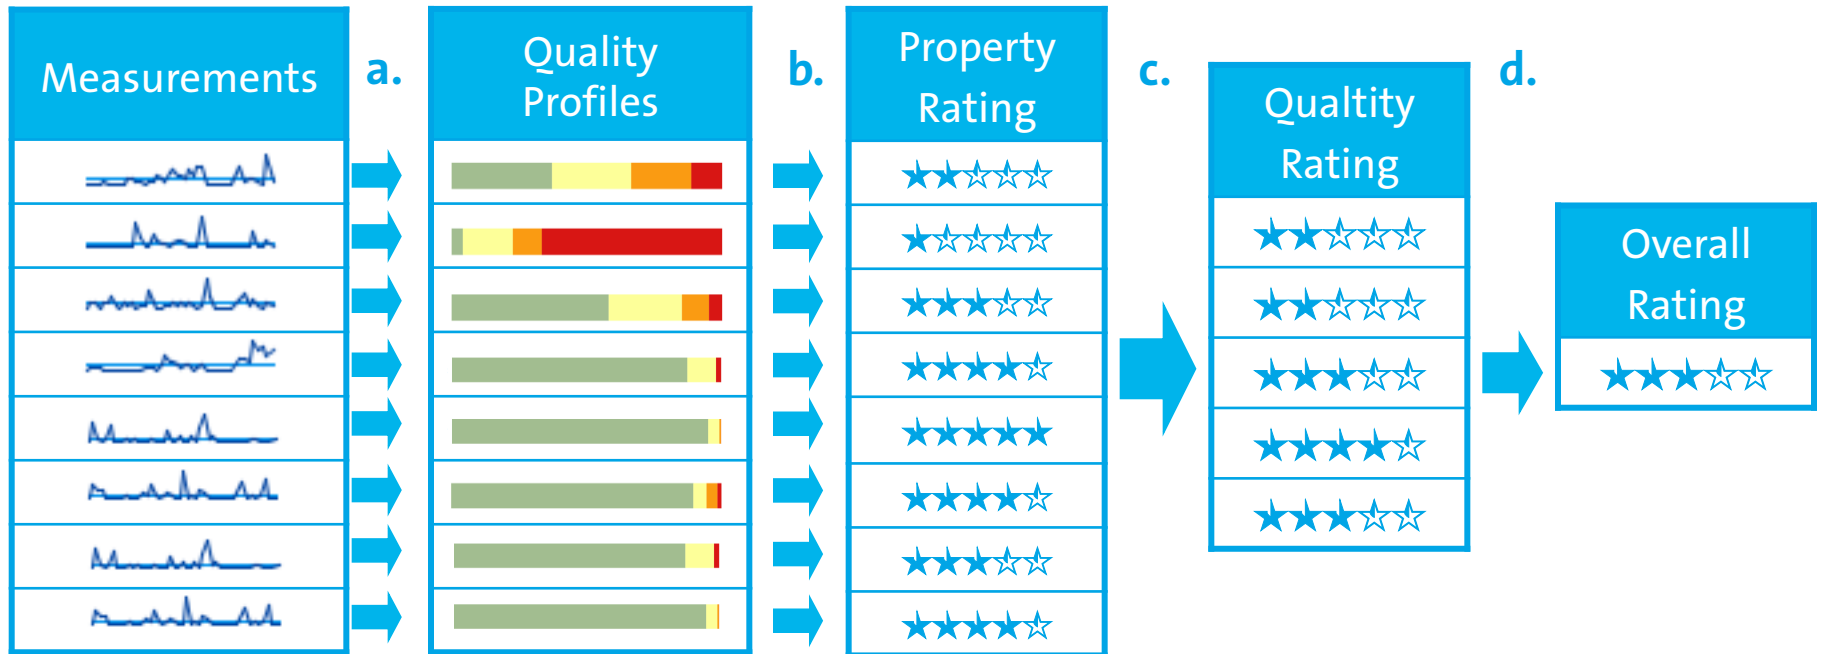 Measurements
a.
Quality
Profiles
b.
Property
Rating
c.
Qualtity
Rating
d.
Overall
Rating